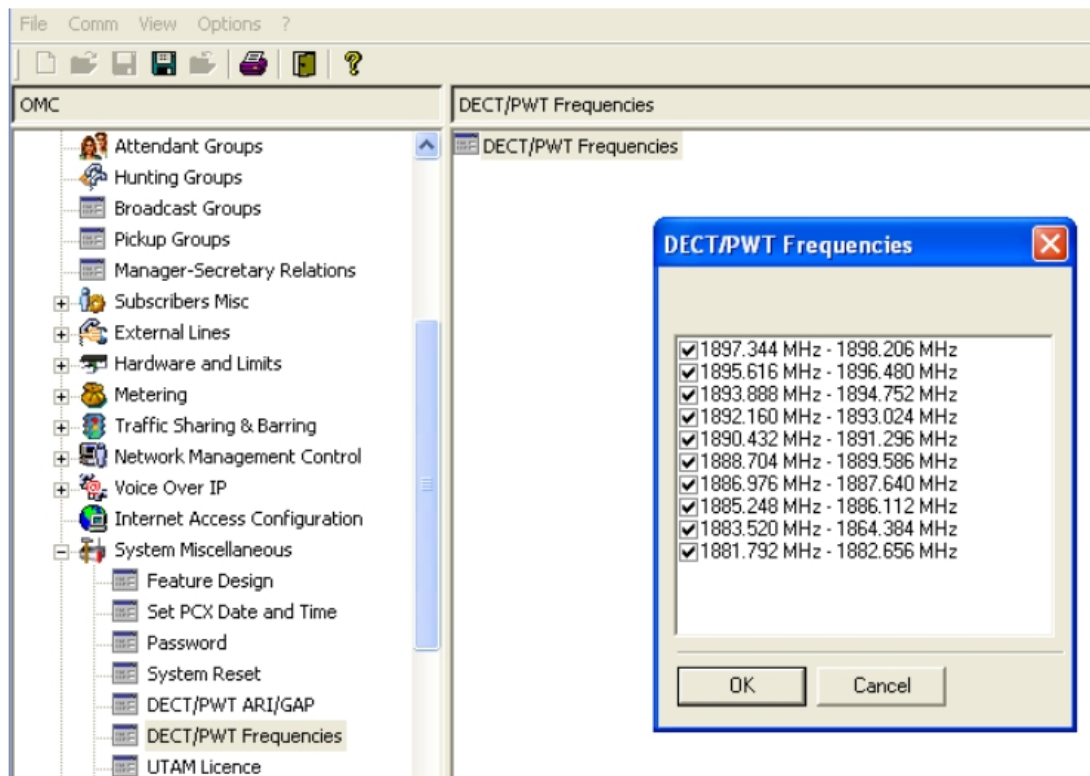 File Comm View Options ?
OMC
DECT/PWT Frequencies
Attendant Groups
Hunting Groups
Broadcast Groups
Pickup Groups
Manager-Secretary Relations
Subscribers Misc
External Lines
Hardware and Limits
Metering
Traffic Sharing & Barring
Network Management Control
Voice Over IP
Internet Access Configuration
System Miscellaneous
Feature Design
Set PCX Date and Time
Password
System Reset
DECT/PWT ARI/GAP
DECT/PWT Frequencies
UTAM Licence
DECT/PWT Frequencies
DECT/PWT Frequencies
1897.344 MHz - 1898.206 MHz
1895.616 MHz - 1896.480 MHz
1893.888 MHz - 1894.752 MHz
1892.160 MHz - 1893.024 MHz
1890.432 MHz - 1891.296 MHz
1888.704 MHz - 1889.586 MHz
1886.976 MHz - 1887.640 MHz
1885.248 MHz - 1886.112 MHz
1883.520 MHz - 1864.384 MHz
1881.792 MHz - 1882.656 MHz
OK Cancel